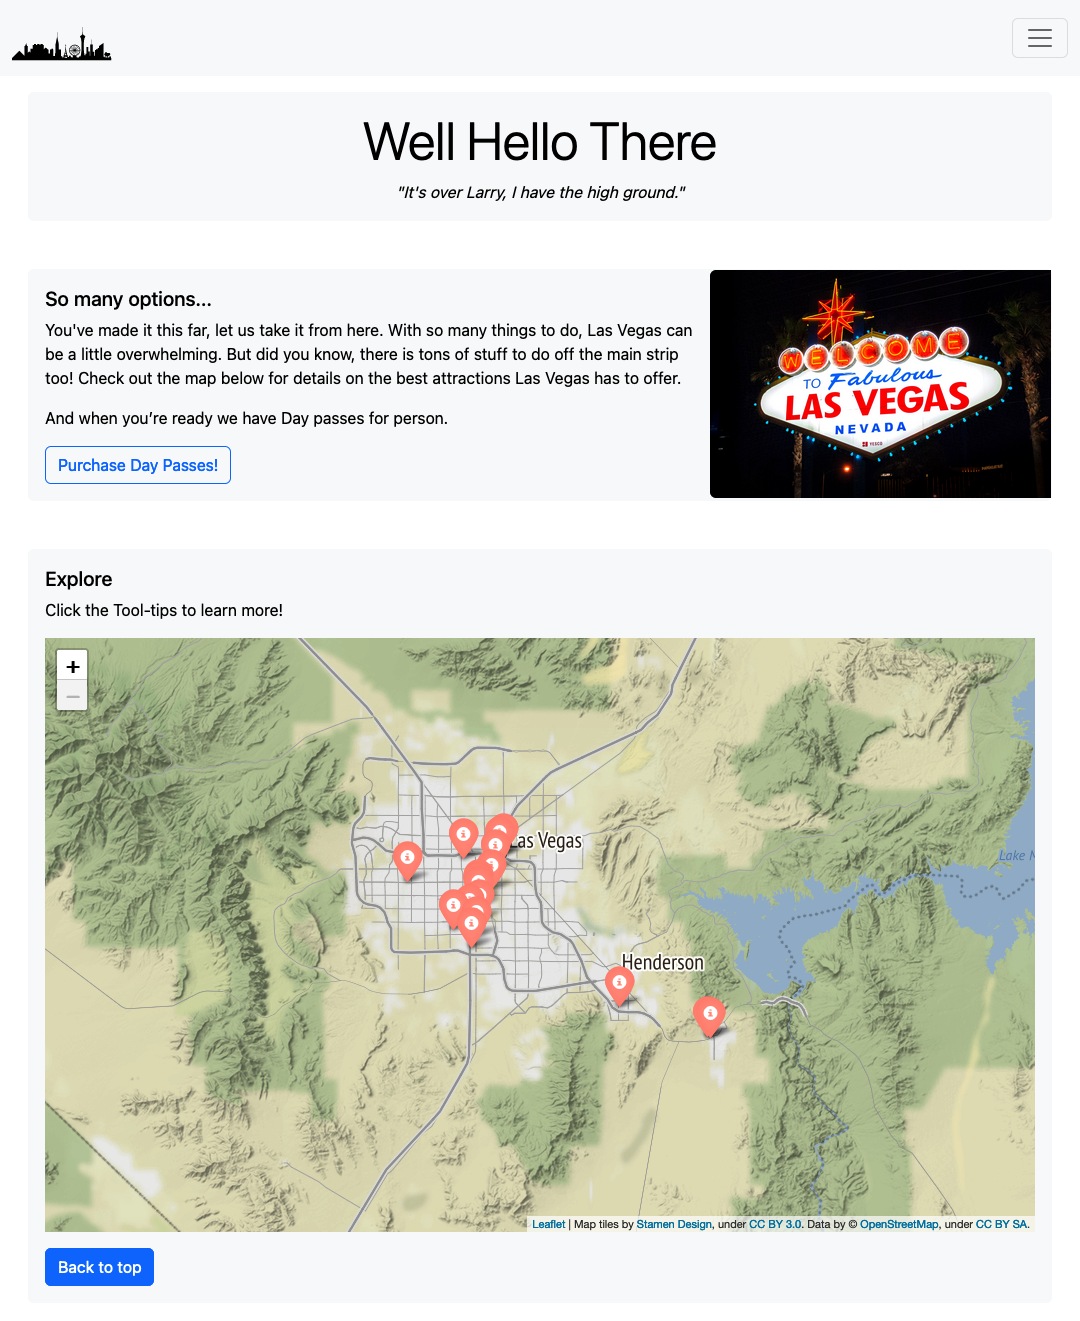 Well Hello There
"It's over Larry, I have the high ground."
So many options...
You've made it this far, let us take it from here. With so many things to do, Las Vegas can
be a little overwhelming. But did you know, there is tons of stuff to do off the main strip
too! Check out the map below for details on the best attractions Las Vegas has to offer.
And when you’re ready we have Day passes for person.
Purchase Day Passes!
WELCOME
TO Fabulous
LAS VEGAS
NEVADA
YESCO
Explore
Click the Tool-tips to learn more!
+
−
Las Vegas
Lake M
Henderson
Leaflet | Map tiles by Stamen Design, under CC BY 3.0. Data by © OpenStreetMap, under CC BY SA.
Back to top